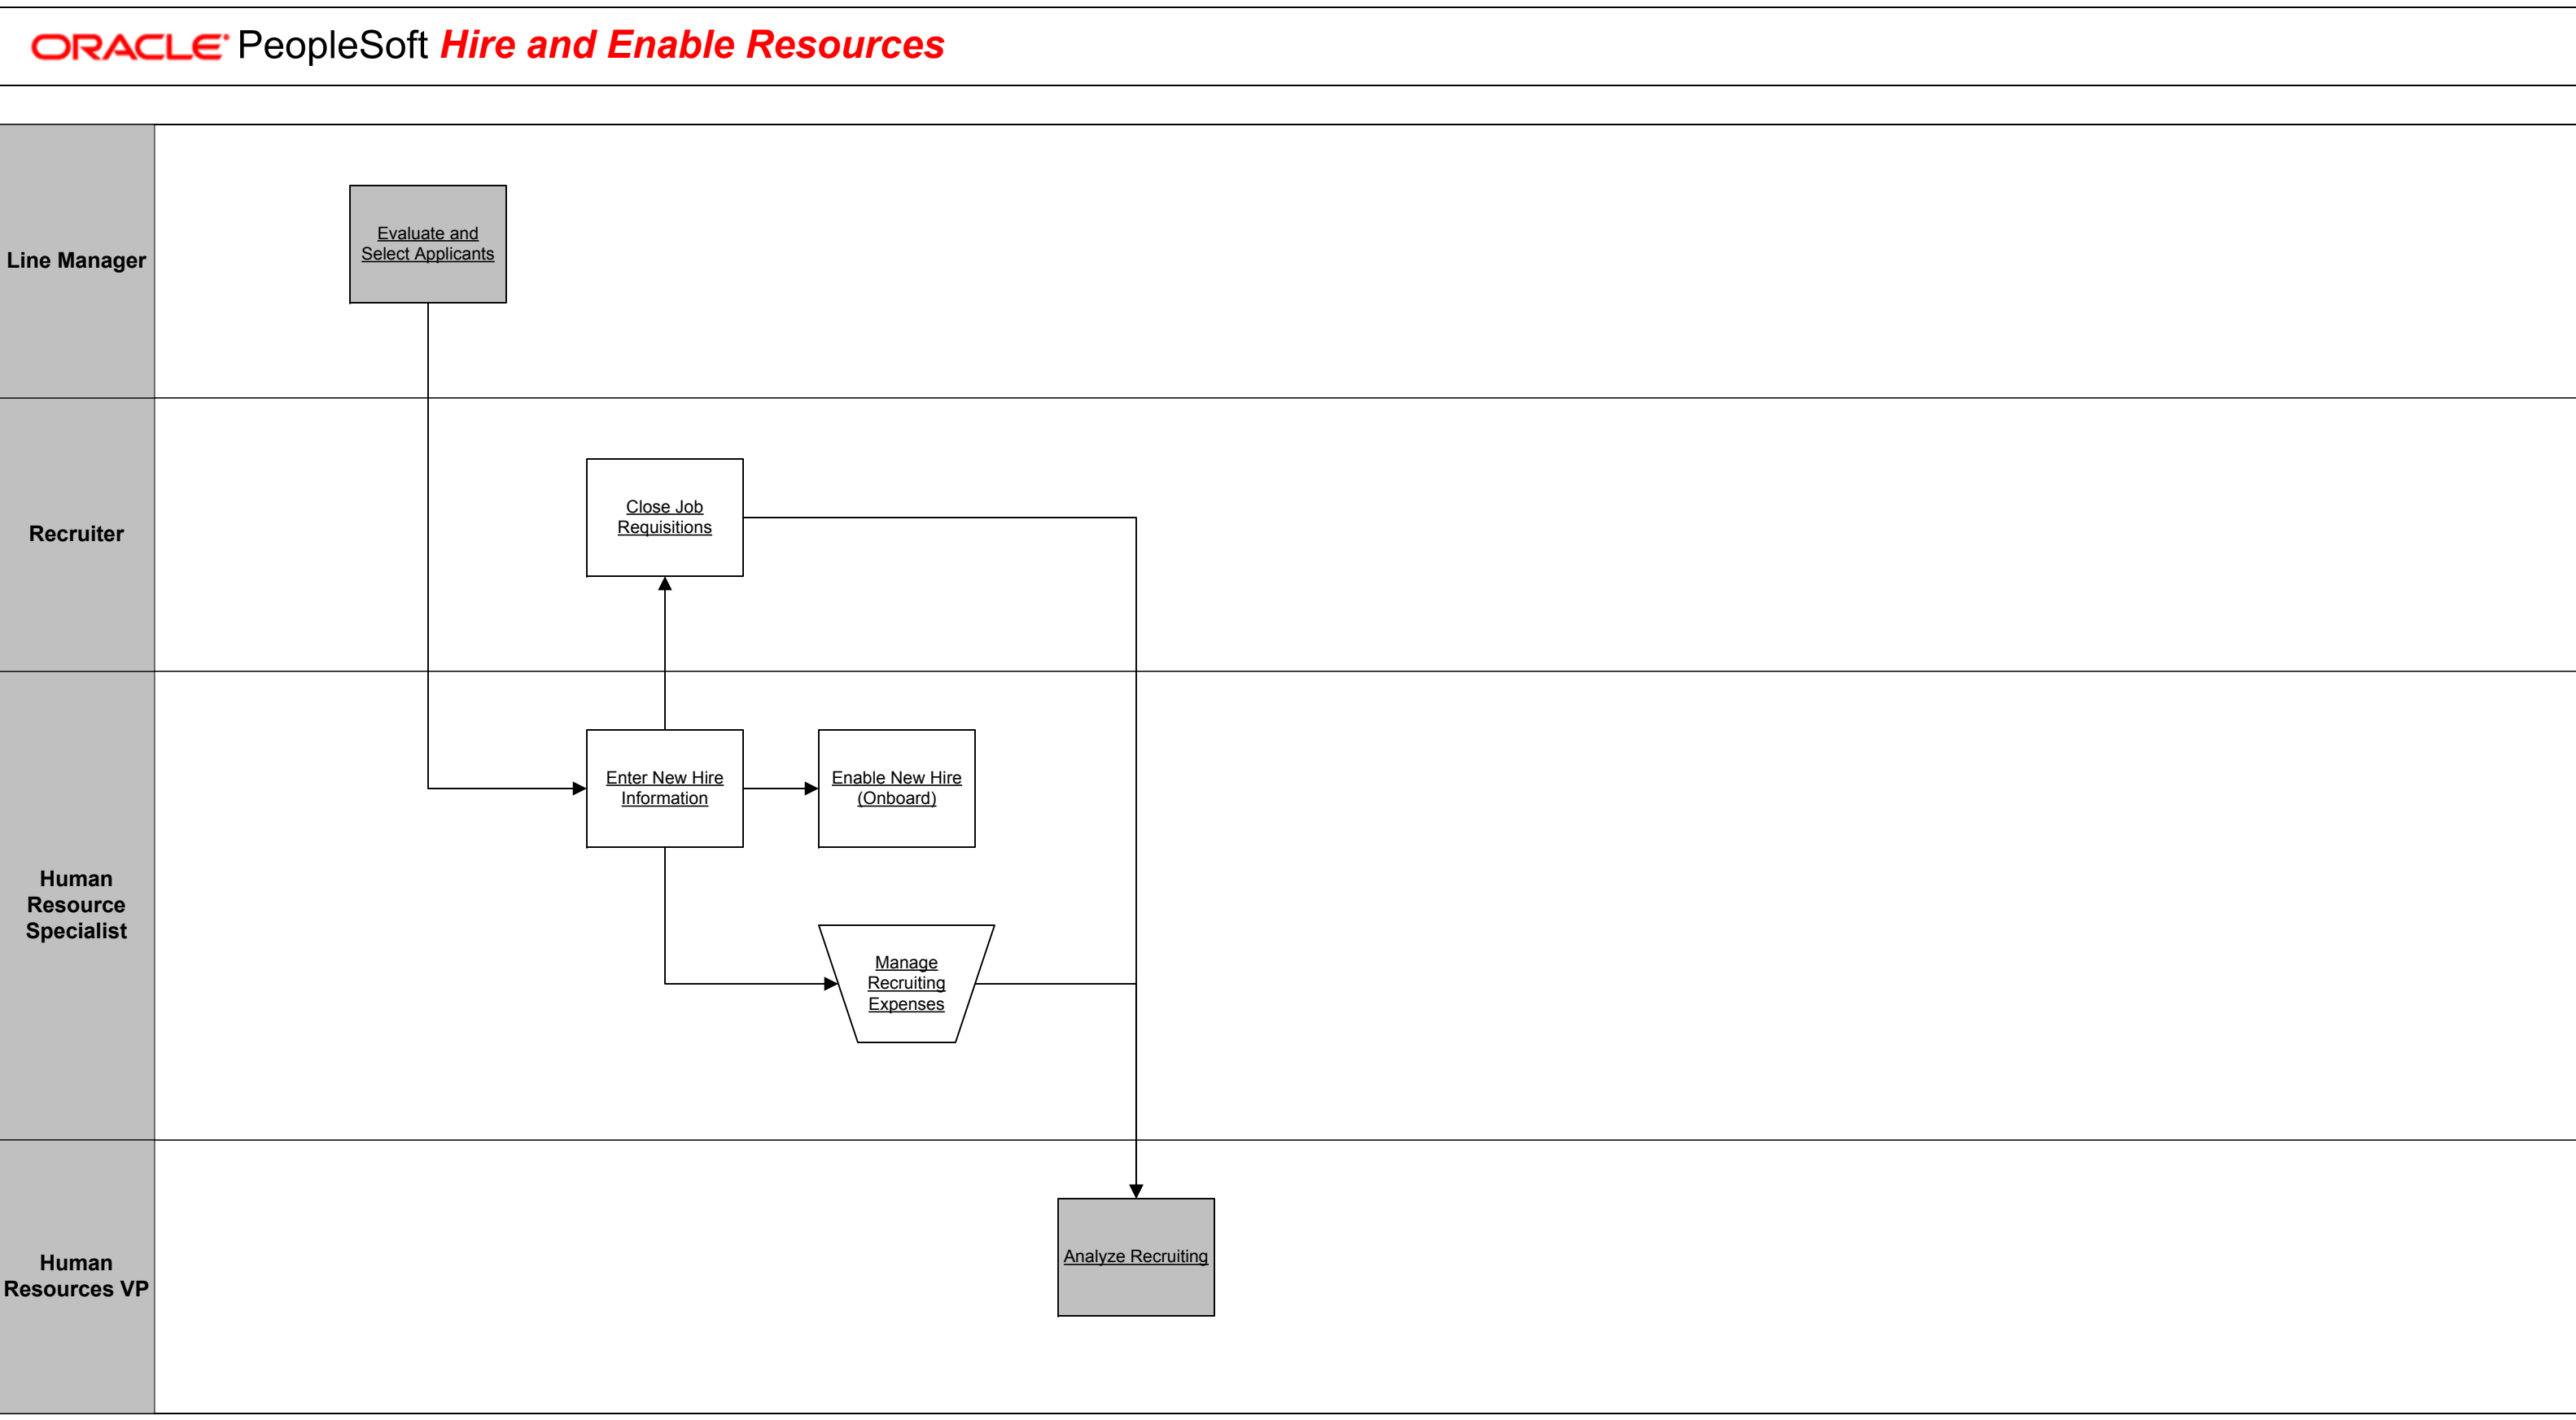 ORACLE PeopleSoft Hire and Enable Resources
Line Manager
Evaluate and
Select Applicants
Recruiter
Close Job
Requisitions
Human
Resource
Specialist
Enter New Hire
Information
Enable New Hire
(Onboard)
Manage
Recruiting
Expenses
Human
Resources VP
Analyze Recruiting